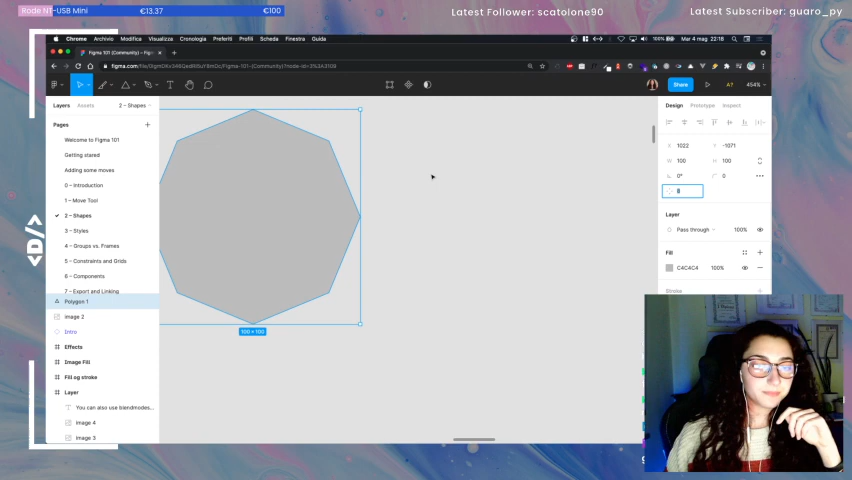 Rode NT-USB Mini €13.37 €100
Latest Follower: scatolone90
Latest Subscriber: guaro_py
Chrome Archivio Modifica Visualizza Cronologia Preferiti Profili Scheda Finestra Guida
100% Mar 4 mag 22:16
Figma 101 (Community) – Fig
Share A? 454%
Layers Assets 2 – Shapes
Design Prototype Inspect
Pages
Welcome to Figma 101
Getting stared
Adding some moves
0 – Introduction
1 – Move Tool
2 – Shapes
3 – Styles
4 – Groups vs. Frames
5 – Constraints and Grids
6 – Components
7 – Export and Linking
Polygon 1
image 2
Intro
Effects
Image Fill
Fill og stroke
Layer
You can also use blendmodes...
image 4
image 3
100 × 100
X 1022 Y -1071
W 100 H 100
0° 0
8
Layer
Pass through 100%
Fill
C4C4C4 100%
Stroke
<D/>